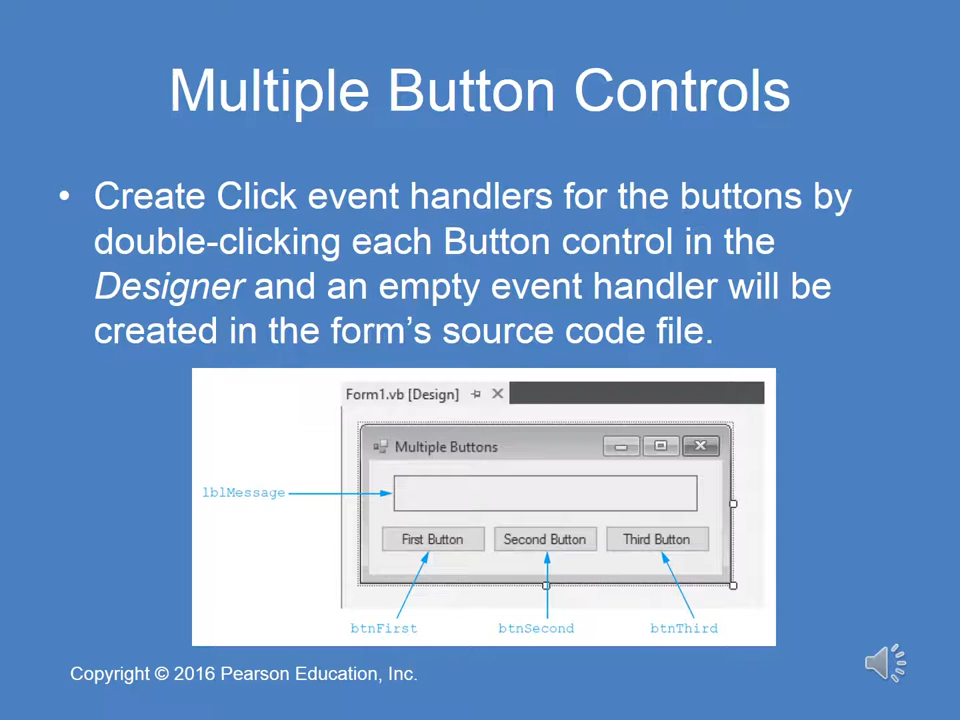 Multiple Button Controls
• Create Click event handlers for the buttons by
double-clicking each Button control in the
Designer and an empty event handler will be
created in the form’s source code file.
Form1.vb [Design]
Multiple Buttons
lblMessage
First Button Second Button Third Button
btnFirst btnSecond btnThird
Copyright © 2016 Pearson Education, Inc.